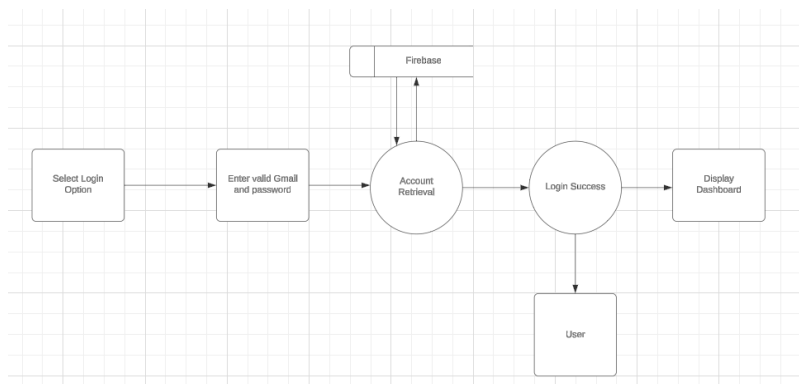 Firebase
Select Login
Option
Enter valid Gmail
and password
Account
Retrieval
Login Success
Display
Dashboard
User